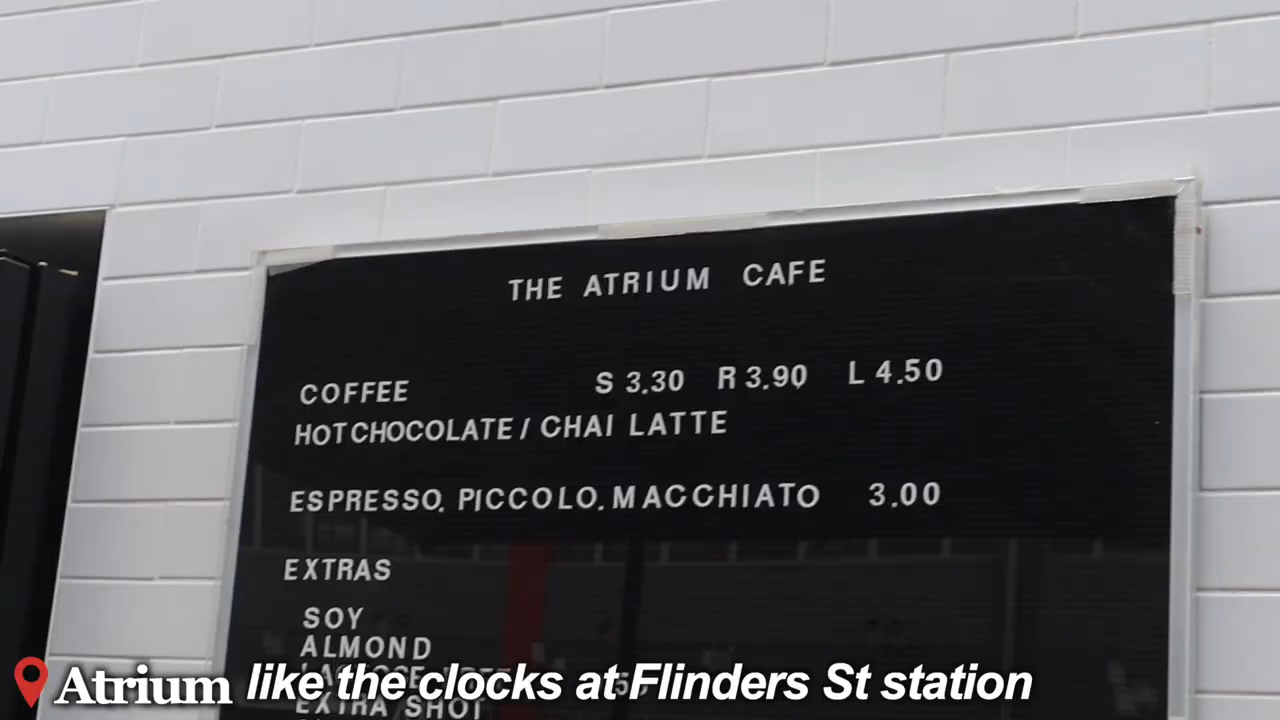 THE ATRIUM CAFE
COFFEE S 3.30 R 3.90 L 4.50
HOT CHOCOLATE / CHAI LATTE
ESPRESSO, PICCOLO, MACCHIATO 3.00
EXTRAS
SOY
ALMOND
EXTRA SHOT
Atrium
like the clocks at Flinders St station